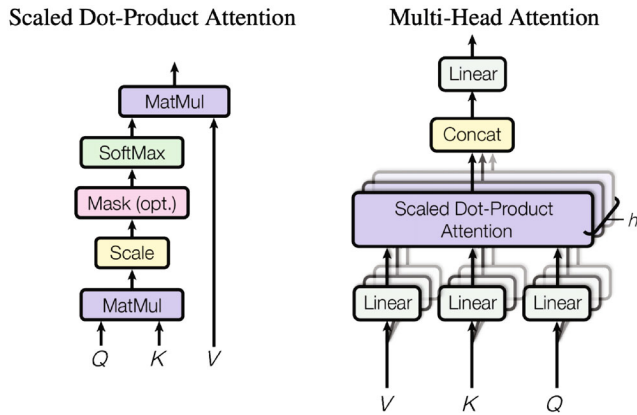 Scaled Dot-Product Attention
MatMul
SoftMax
Mask (opt.)
Scale
MatMul
Q K V
Multi-Head Attention
Linear
Concat
Scaled Dot-Product
Attention
h
Linear Linear Linear
V K Q